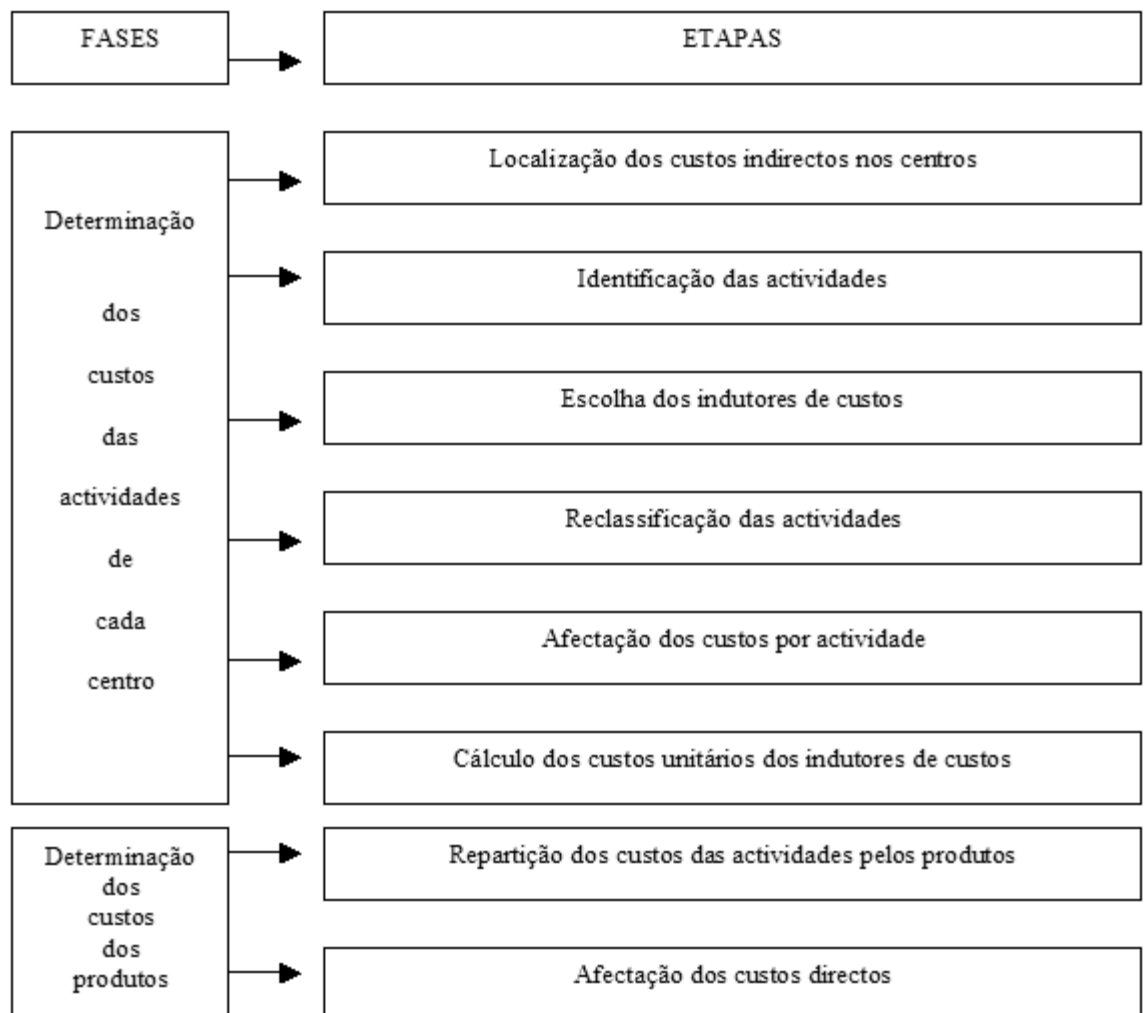 FASES
ETAPAS
Determinação
dos
custos
das
actividades
de
cada
centro
Localização dos custos indirectos nos centros
Identificação das actividades
Escolha dos indutores de custos
Reclassificação das actividades
Afectação dos custos por actividade
Cálculo dos custos unitários dos indutores de custos
Determinação
dos
custos
dos
produtos
Repartição dos custos das actividades pelos produtos
Afectação dos custos directos